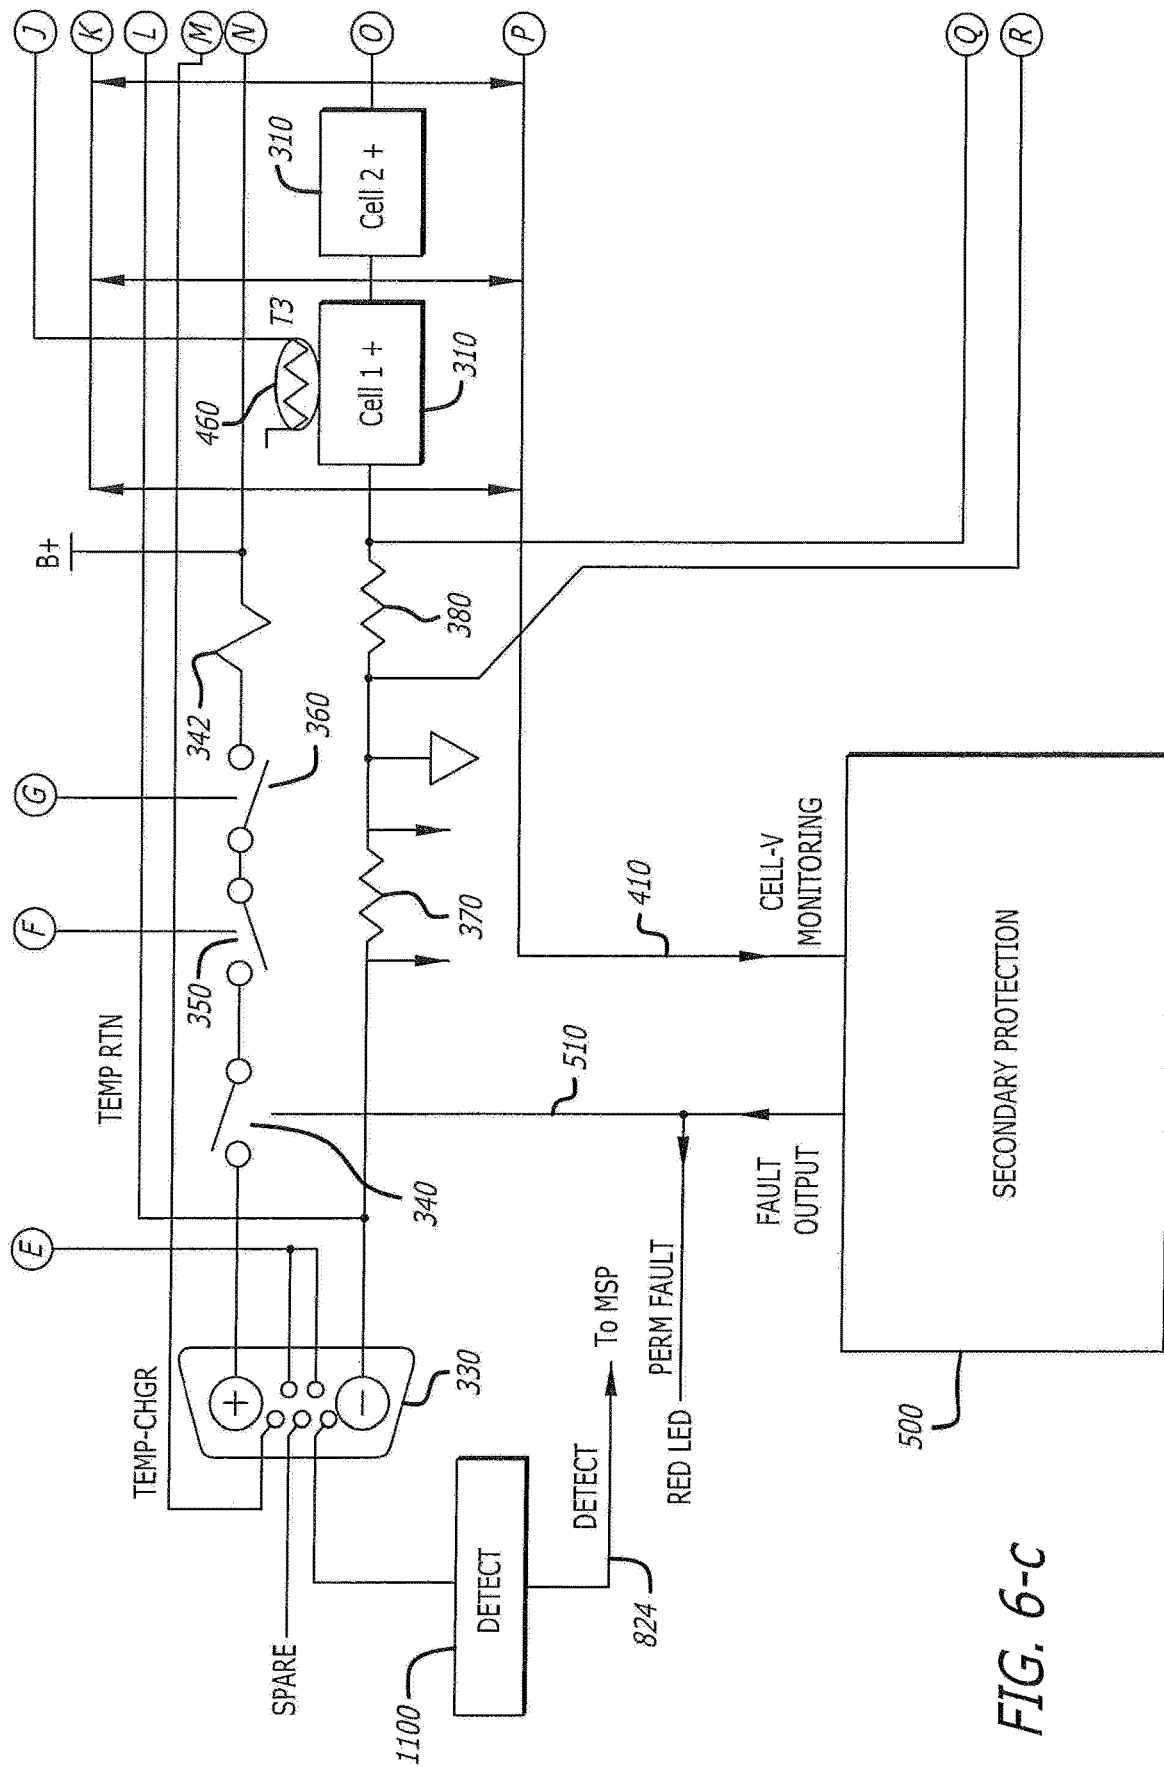 E
F
G
J
K
L
M
N
O
P
Q
R
TEMP-CHGR
TEMP RTN
B+
350
342
460
T3
310
Cell 2 +
360
340
Cell 1 +
310
+
−
330
370
380
SPARE
1100
DETECT
DETECT
To MSP
824
510
410
PERM FAULT
RED LED
FAULT
OUTPUT
CELL-V
MONITORING
500
SECONDARY PROTECTION
FIG. 6-C